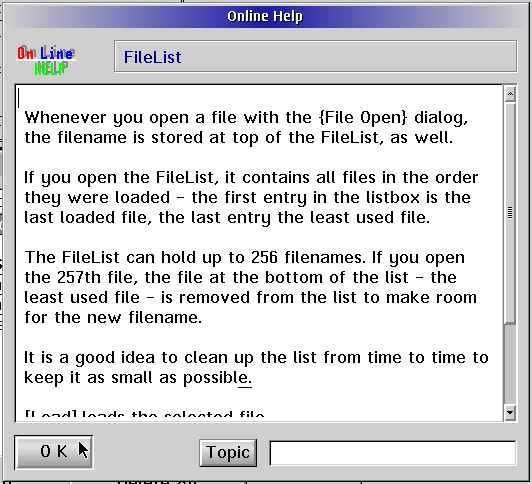 Online Help
On Line
HELP
FileList
Whenever you open a file with the {File Open} dialog,
the filename is stored at top of the FileList, as well.
If you open the FileList, it contains all files in the order
they were loaded - the first entry in the listbox is the
last loaded file, the last entry the least used file.
The FileList can hold up to 256 filenames. If you open
the 257th file, the file at the bottom of the list - the
least used file - is removed from the list to make room
for the new filename.
It is a good idea to clean up the list from time to time to
keep it as small as possible.
[Load] loads the selected file
O K
Topic